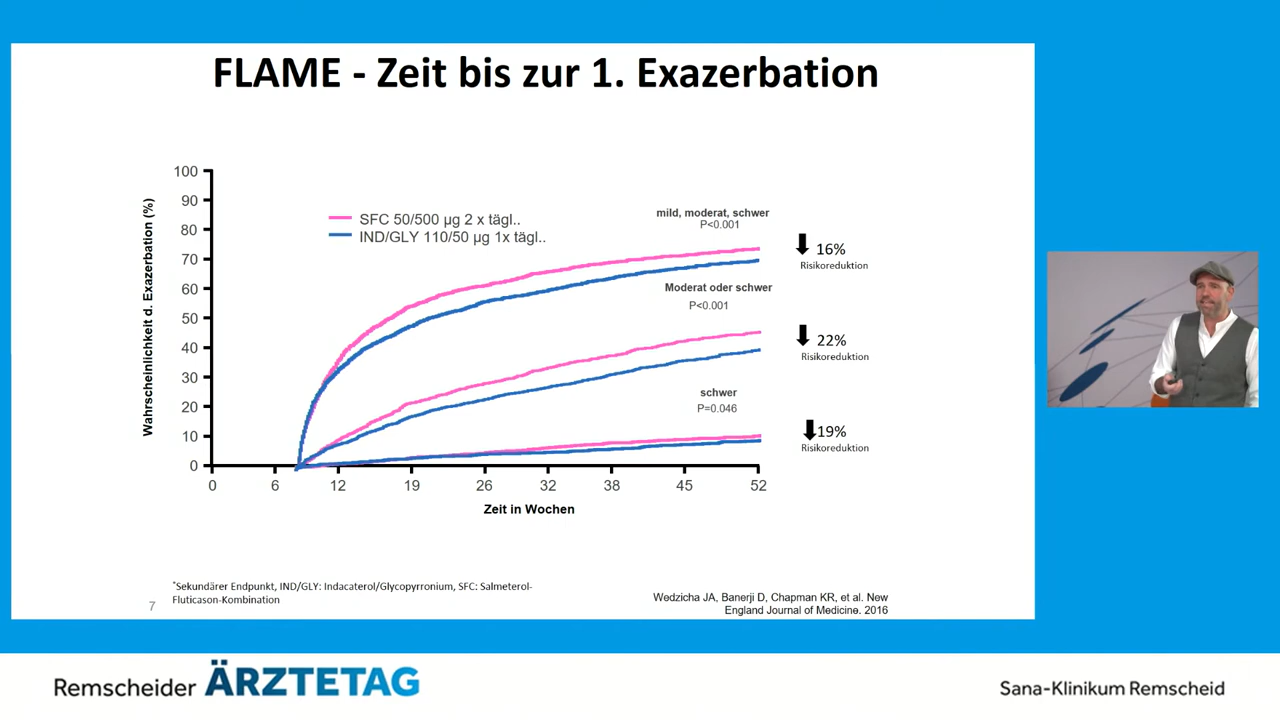 FLAME - Zeit bis zur 1. Exazerbation
Wahrscheinlichkeit d. Exazerbation (%)
100
90
80
70
60
50
40
30
20
10
0
SFC 50/500 µg 2 x tägl..
IND/GLY 110/50 µg 1x tägl..
mild, moderat, schwer
P<0.001
16%
Risikoreduktion
Moderat oder schwer
P<0.001
22%
Risikoreduktion
schwer
P=0.046
19%
Risikoreduktion
0 6 12 19 26 32 38 45 52
Zeit in Wochen
*Sekundärer Endpunkt, IND/GLY: Indacaterol/Glycopyrronium, SFC: Salmeterol-
Fluticason-Kombination
7
Wedzicha JA, Banerji D, Chapman KR, et al. New
England Journal of Medicine. 2016
Remscheider ÄRZTETAG
Sana-Klinikum Remscheid